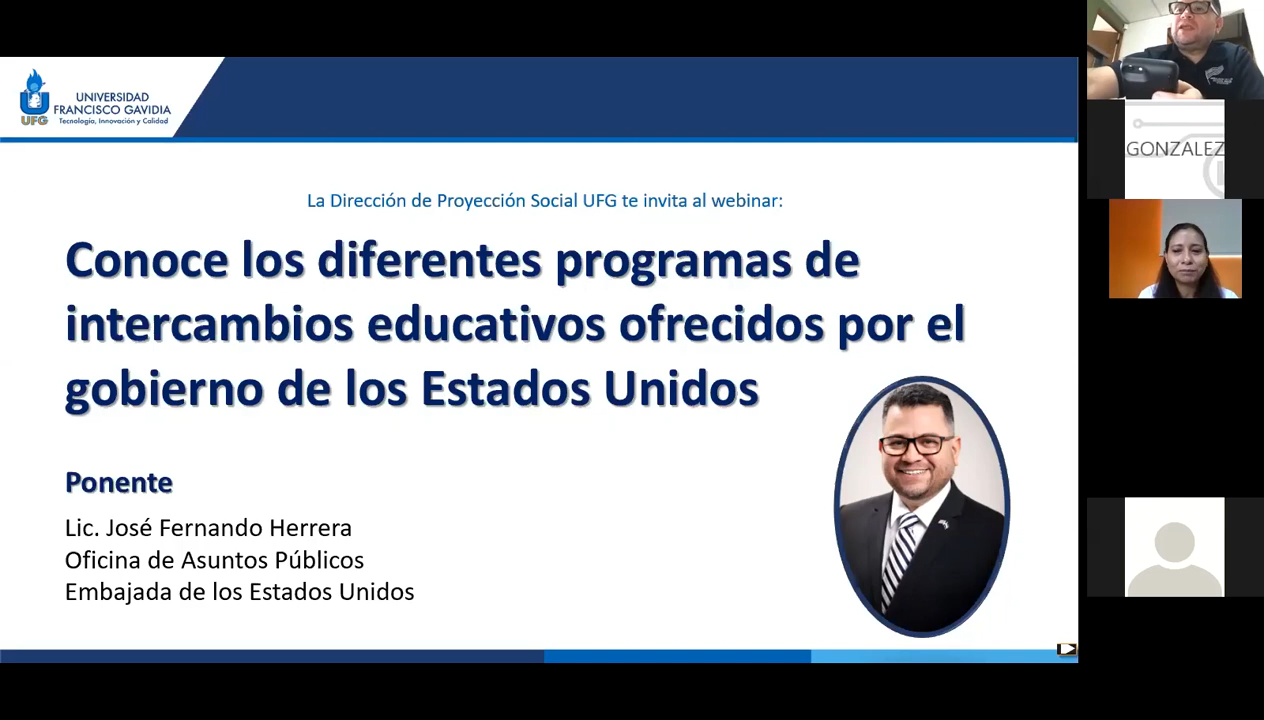 UNIVERSIDAD
FRANCISCO GAVIDIA
Tecnología, Innovación y Calidad
UFG
La Dirección de Proyección Social UFG te invita al webinar:
Conoce los diferentes programas de
intercambios educativos ofrecidos por el
gobierno de los Estados Unidos
Ponente
Lic. José Fernando Herrera
Oficina de Asuntos Públicos
Embajada de los Estados Unidos
GONZALEZ